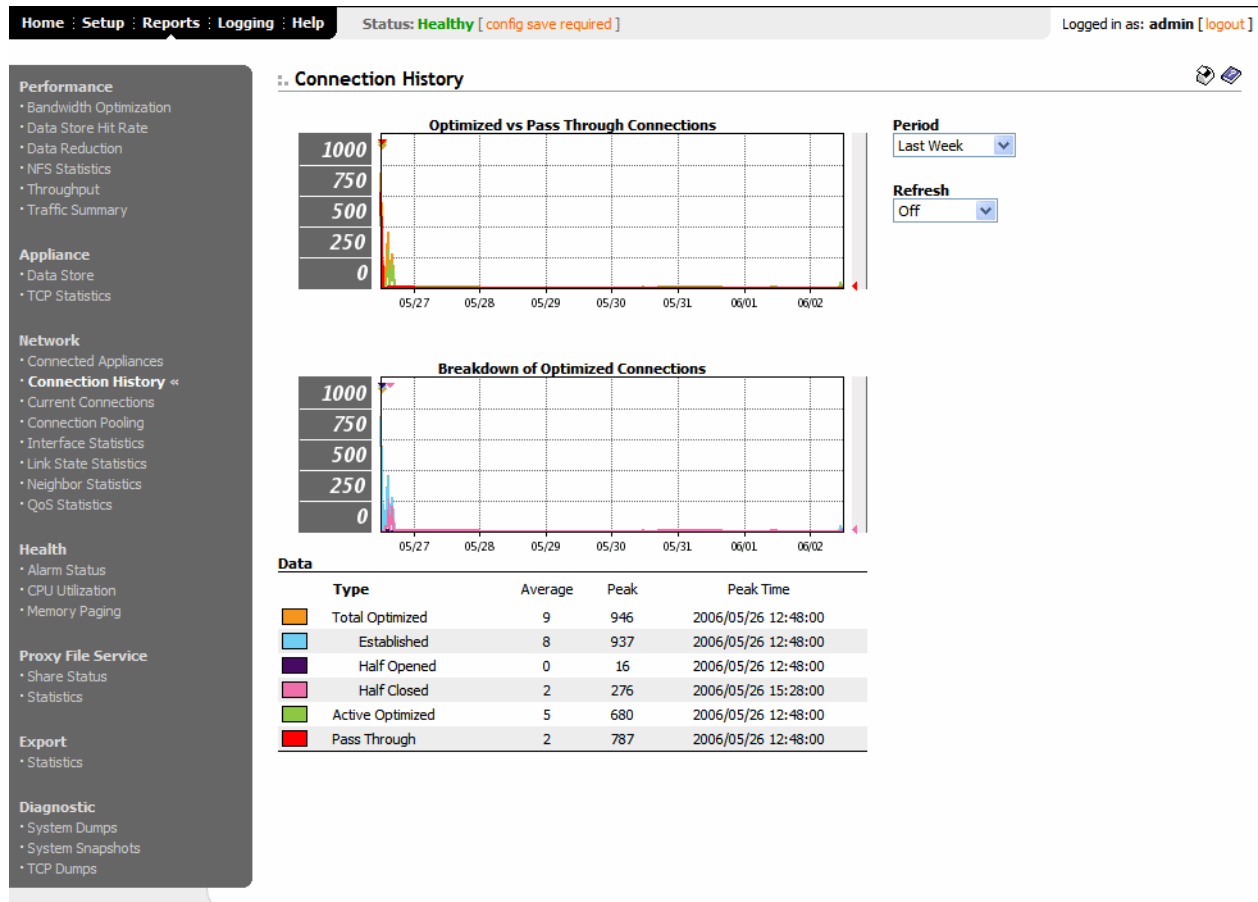 Home : Setup : Reports : Logging : Help Status: Healthy [ config save required ] Logged in as: admin [ logout ]
Performance
· Bandwidth Optimization
· Data Store Hit Rate
· Data Reduction
· NFS Statistics
· Throughput
· Traffic Summary
Appliance
· Data Store
· TCP Statistics
Network
· Connected Appliances
· Connection History «
· Current Connections
· Connection Pooling
· Interface Statistics
· Link State Statistics
· Neighbor Statistics
· QoS Statistics
Health
· Alarm Status
· CPU Utilization
· Memory Paging
Proxy File Service
· Share Status
· Statistics
Export
· Statistics
Diagnostic
· System Dumps
· System Snapshots
· TCP Dumps
:. Connection History
Optimized vs Pass Through Connections
1000
750
500
250
0
05/27 05/28 05/29 05/30 05/31 06/01 06/02
Period
Last Week
Refresh
Off
Breakdown of Optimized Connections
1000
750
500
250
0
05/27 05/28 05/29 05/30 05/31 06/01 06/02
Data
Type Average Peak Peak Time
Total Optimized 9 946 2006/05/26 12:48:00
Established 8 937 2006/05/26 12:48:00
Half Opened 0 16 2006/05/26 12:48:00
Half Closed 2 276 2006/05/26 15:28:00
Active Optimized 5 680 2006/05/26 12:48:00
Pass Through 2 787 2006/05/26 12:48:00